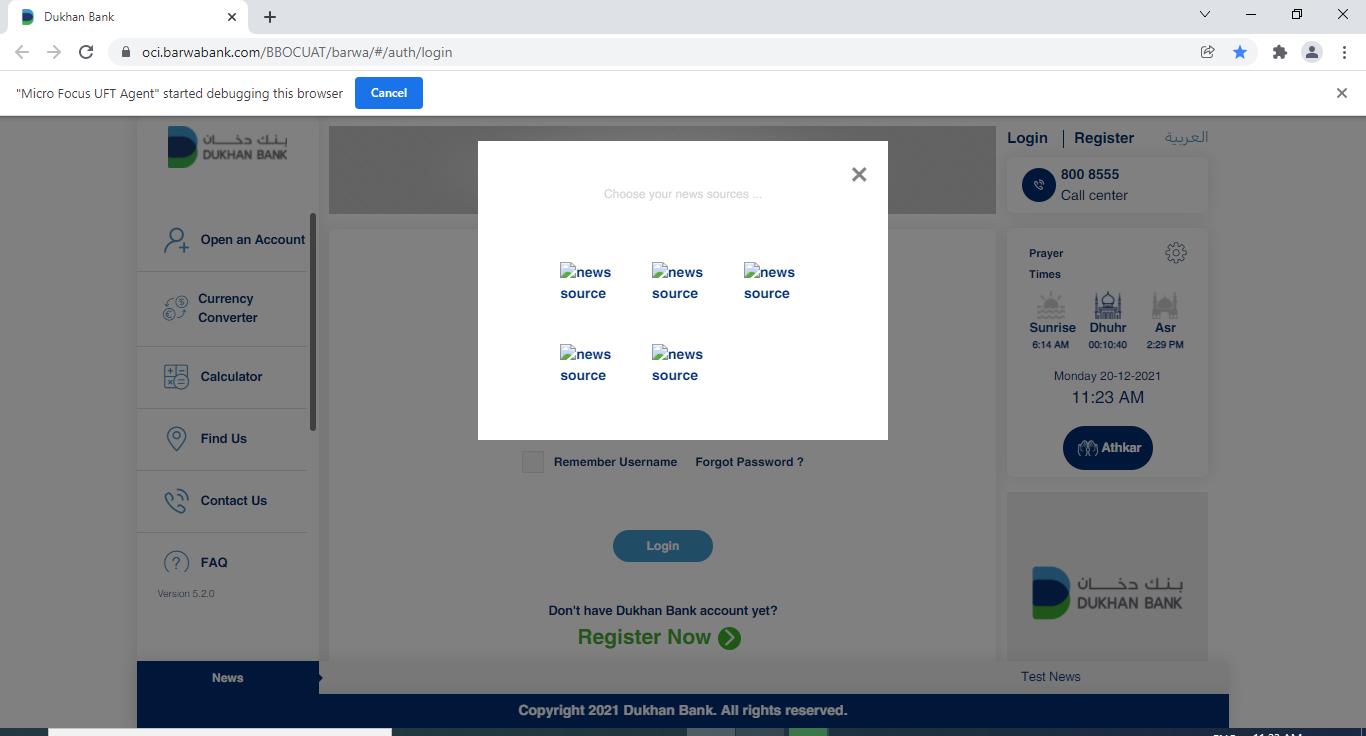 Dukhan Bank
oci.barwabank.com/BBOCUAT/barwa/#/auth/login
"Micro Focus UFT Agent" started debugging this browser
Cancel
بنك دخان
DUKHAN BANK
Open an Account
Currency
Converter
Calculator
Find Us
Contact Us
FAQ
Version 5.2.0
Choose your news sources ...
news source
news source
news source
news source
news source
Remember Username
Forgot Password ?
Login
Don't have Dukhan Bank account yet?
Register Now
Login
Register
العربية
800 8555
Call center
Prayer
Times
Sunrise
Dhuhr
Asr
6:14 AM
00:10:40
2:29 PM
Monday 20-12-2021
11:23 AM
Athkar
بنك دخان
DUKHAN BANK
News
Test News
Copyright 2021 Dukhan Bank. All rights reserved.